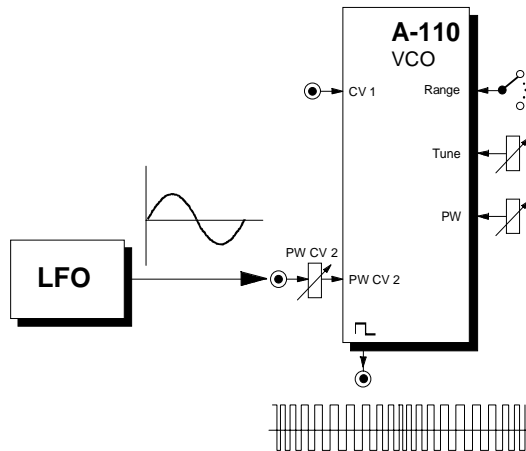 A-110
VCO
CV 1
Range
Tune
PW
PW CV 2
LFO
PW CV 2